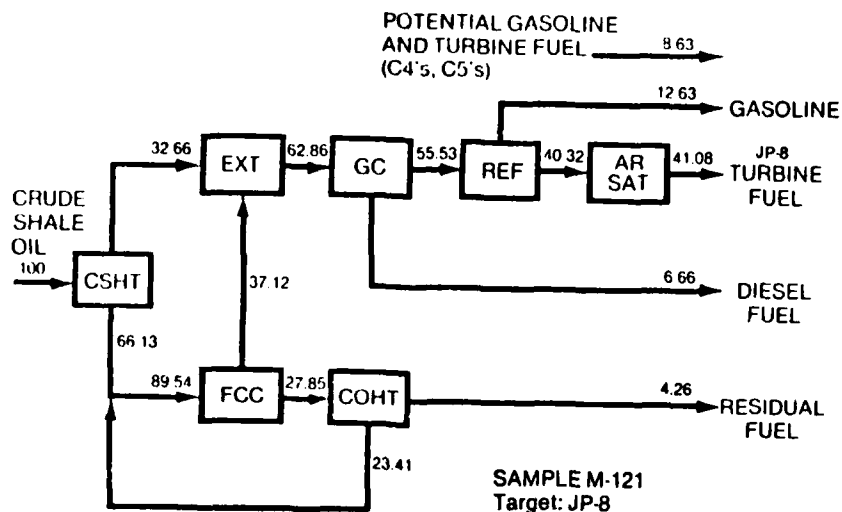 POTENTIAL GASOLINE
AND TURBINE FUEL
(C4's, C5's)
8 63
12 63
GASOLINE
32 66
EXT
62.86
GC
55.53
REF
40 32
AR
SAT
41.08
JP-8
TURBINE
FUEL
CRUDE
SHALE
OIL
100
CSHT
37.12
6 66
DIESEL
FUEL
66 13
89.54
FCC
27.85
COHT
4.26
RESIDUAL
FUEL
23.41
SAMPLE M-121
Target: JP-8